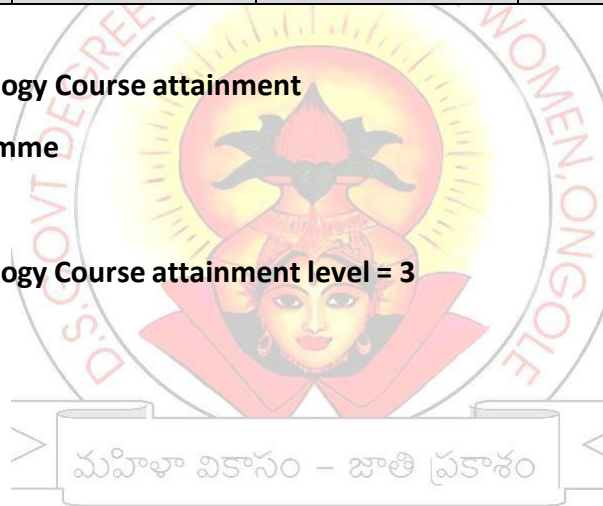 ogy Course attainment
mme
ogy Course attainment level = 3
D.S.GOVT DEGREE
WOMEN, ONGOLE
మహిళా వికాసం – జాతి ప్రకాశం